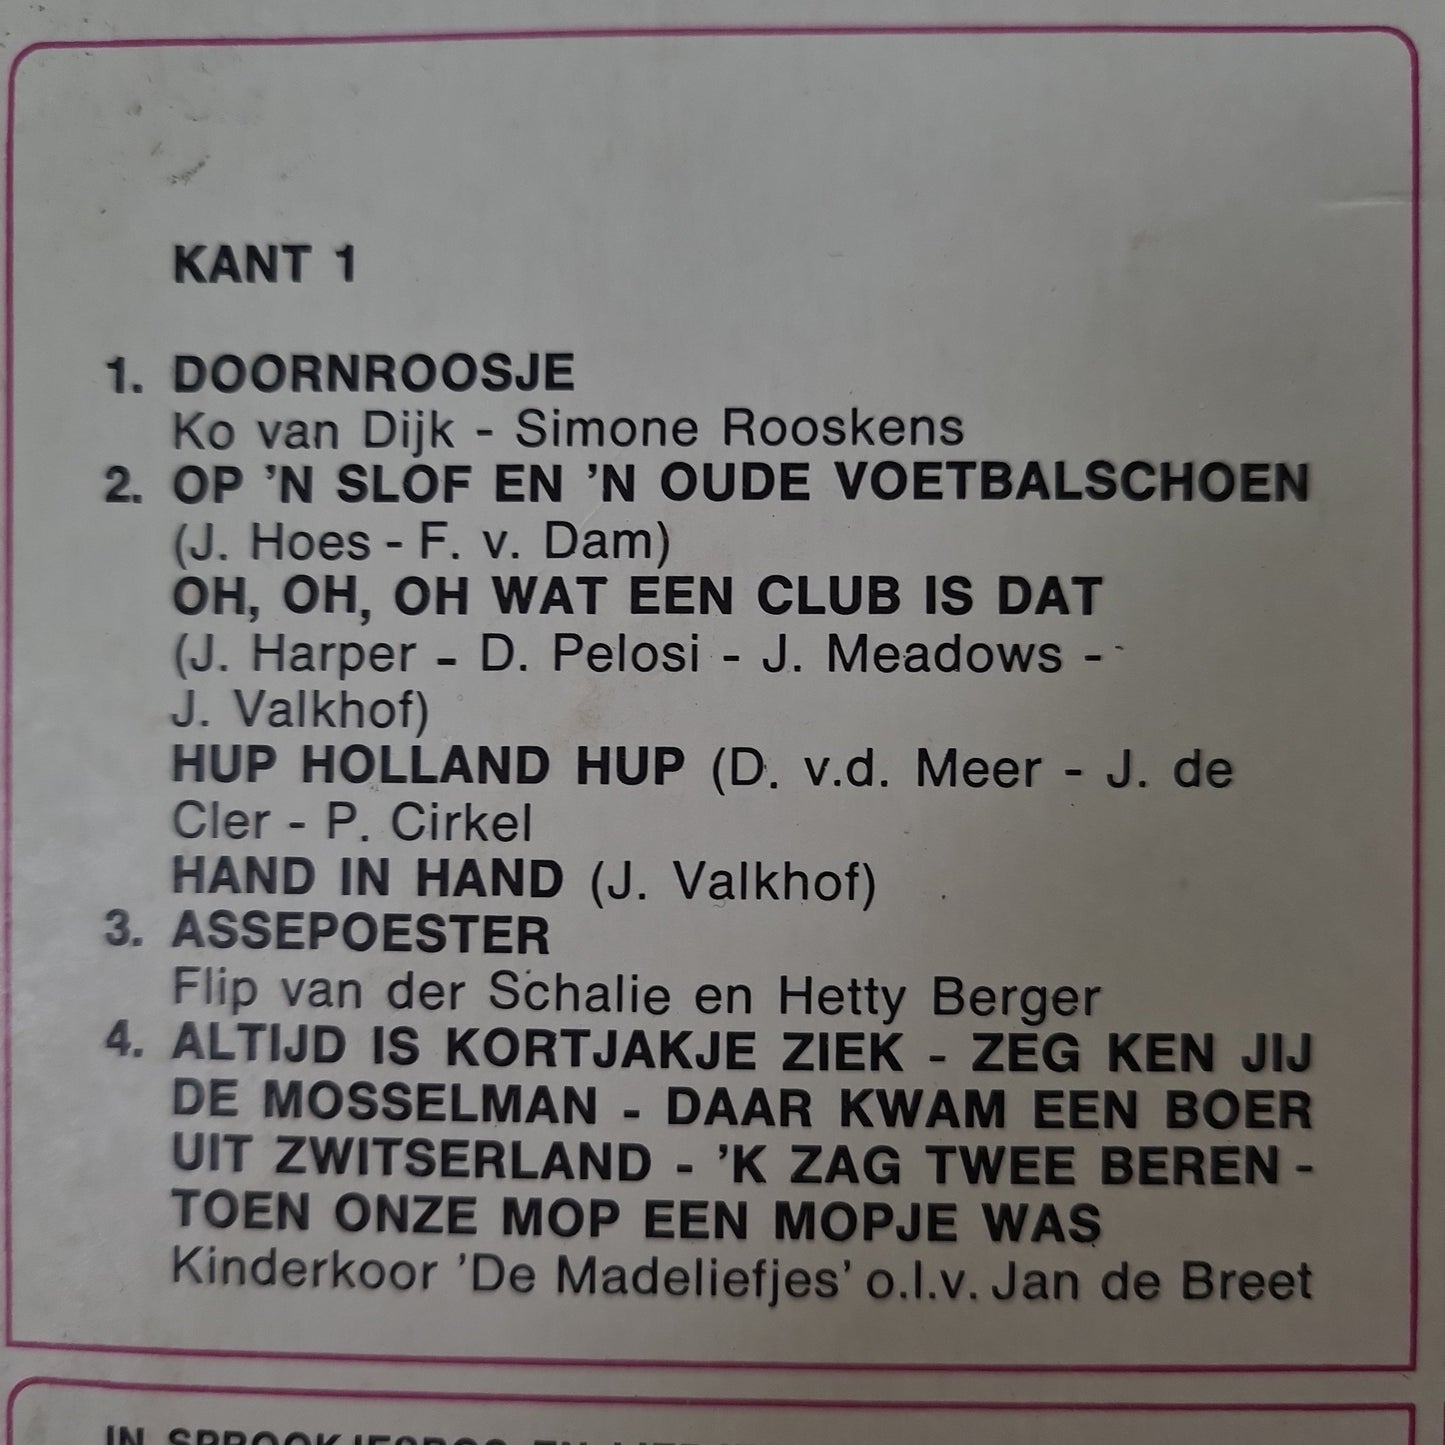 KANT 1
1. DOORNROOSJE
Ko van Dijk - Simone Rooskens
2. OP 'N SLOF EN 'N OUDE VOETBALSCHOEN
(J. Hoes - F. v. Dam)
OH, OH, OH WAT EEN CLUB IS DAT
(J. Harper - D. Pelosi - J. Meadows -
J. Valkhof)
HUP HOLLAND HUP (D. v.d. Meer - J. de
Cler - P. Cirkel
HAND IN HAND (J. Valkhof)
3. ASSEPOESTER
Flip van der Schalie en Hetty Berger
4. ALTIJD IS KORTJAKJE ZIEK - ZEG KEN JIJ
DE MOSSELMAN - DAAR KWAM EEN BOER
UIT ZWITSERLAND - 'K ZAG TWEE BEREN -
TOEN ONZE MOP EEN MOPJE WAS
Kinderkoor 'De Madeliefjes' o.l.v. Jan de Breet
IN